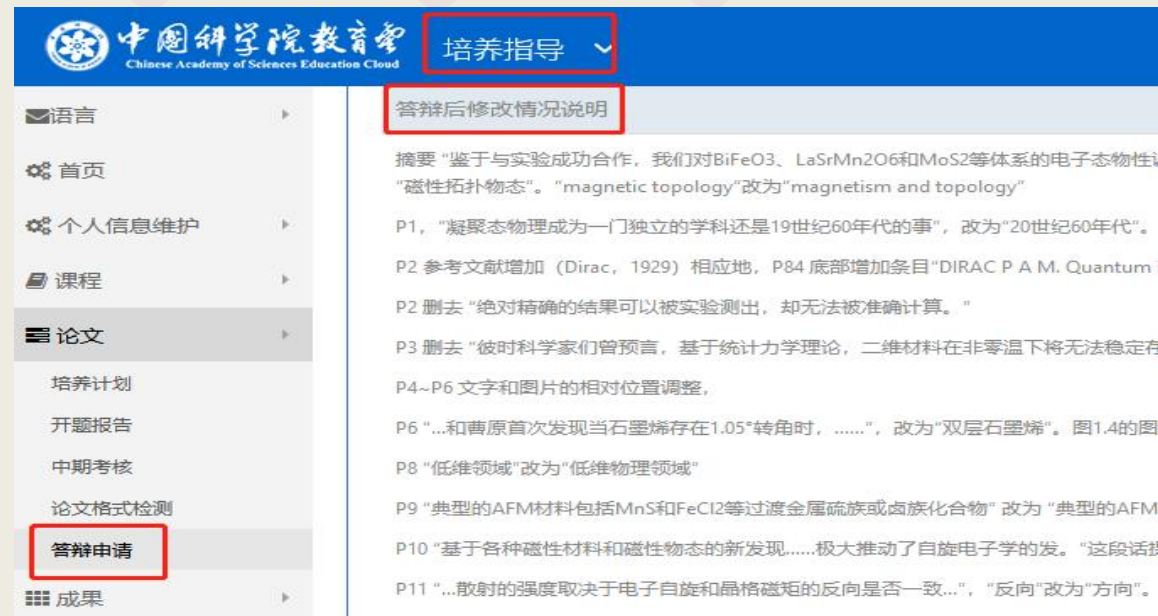 中国科学院教育云
Chinese Academy of Sciences Education Cloud
培养指导
语言
首页
个人信息维护
课程
论文
培养计划
开题报告
中期考核
论文格式检测
答辩申请
成果
答辩后修改情况说明
摘要 “鉴于与实验成功合作，我们对BiFeO3、LaSrMn2O6和MoS2等体系的电子态物性
“磁性拓扑物态”。“magnetic topology”改为“magnetism and topology”
P1，“凝聚态物理成为一门独立的学科还是19世纪60年代的事”，改为“20世纪60年代”。
P2 参考文献增加（Dirac，1929）相应地，P84 底部增加条目“DIRAC P A M. Quantum
P2 删去 “绝对精确的结果可以被实验测出，却无法被准确计算。”
P3 删去 “彼时科学家们曾预言，基于统计力学理论，二维材料在非零温下将无法稳定存
P4~P6 文字和图片的相对位置调整，
P6 “...和曹原首次发现当石墨烯存在1.05°转角时，......”，改为“双层石墨烯”。图1.4的图
P8 “低维领域”改为“低维物理领域”
P9 “典型的AFM材料包括MnS和FeCl2等过渡金属硫族或卤族化合物” 改为 “典型的AFM
P10 “基于各种磁性材料和磁性物态的新发现......极大推动了自旋电子学的发。“这段话
P11 “...散射的强度取决于电子自旋和晶格磁矩的反向是否一致...”，“反向”改为“方向”。